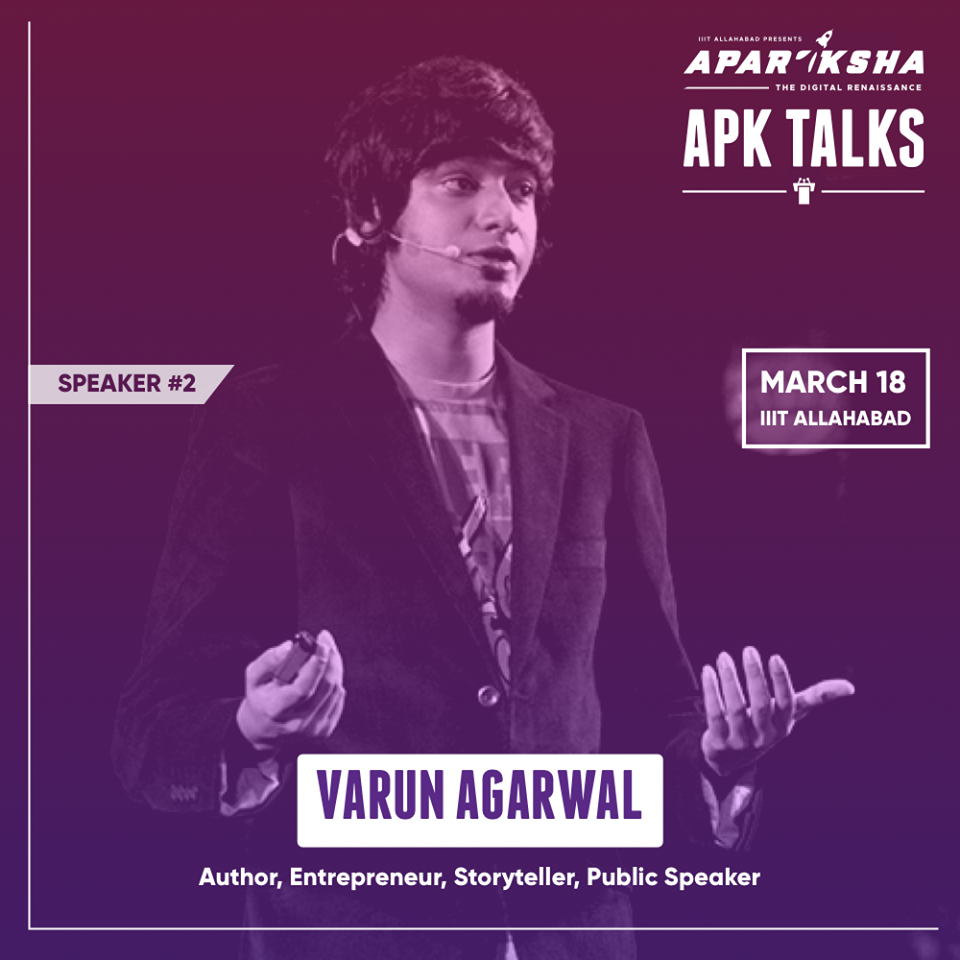 IIIT ALLAHABAD PRESENTS
APARIKSHA
THE DIGITAL RENAISSANCE
APK TALKS
SPEAKER #2
MARCH 18
IIIT ALLAHABAD
VARUN AGARWAL
Author, Entrepreneur, Storyteller, Public Speaker